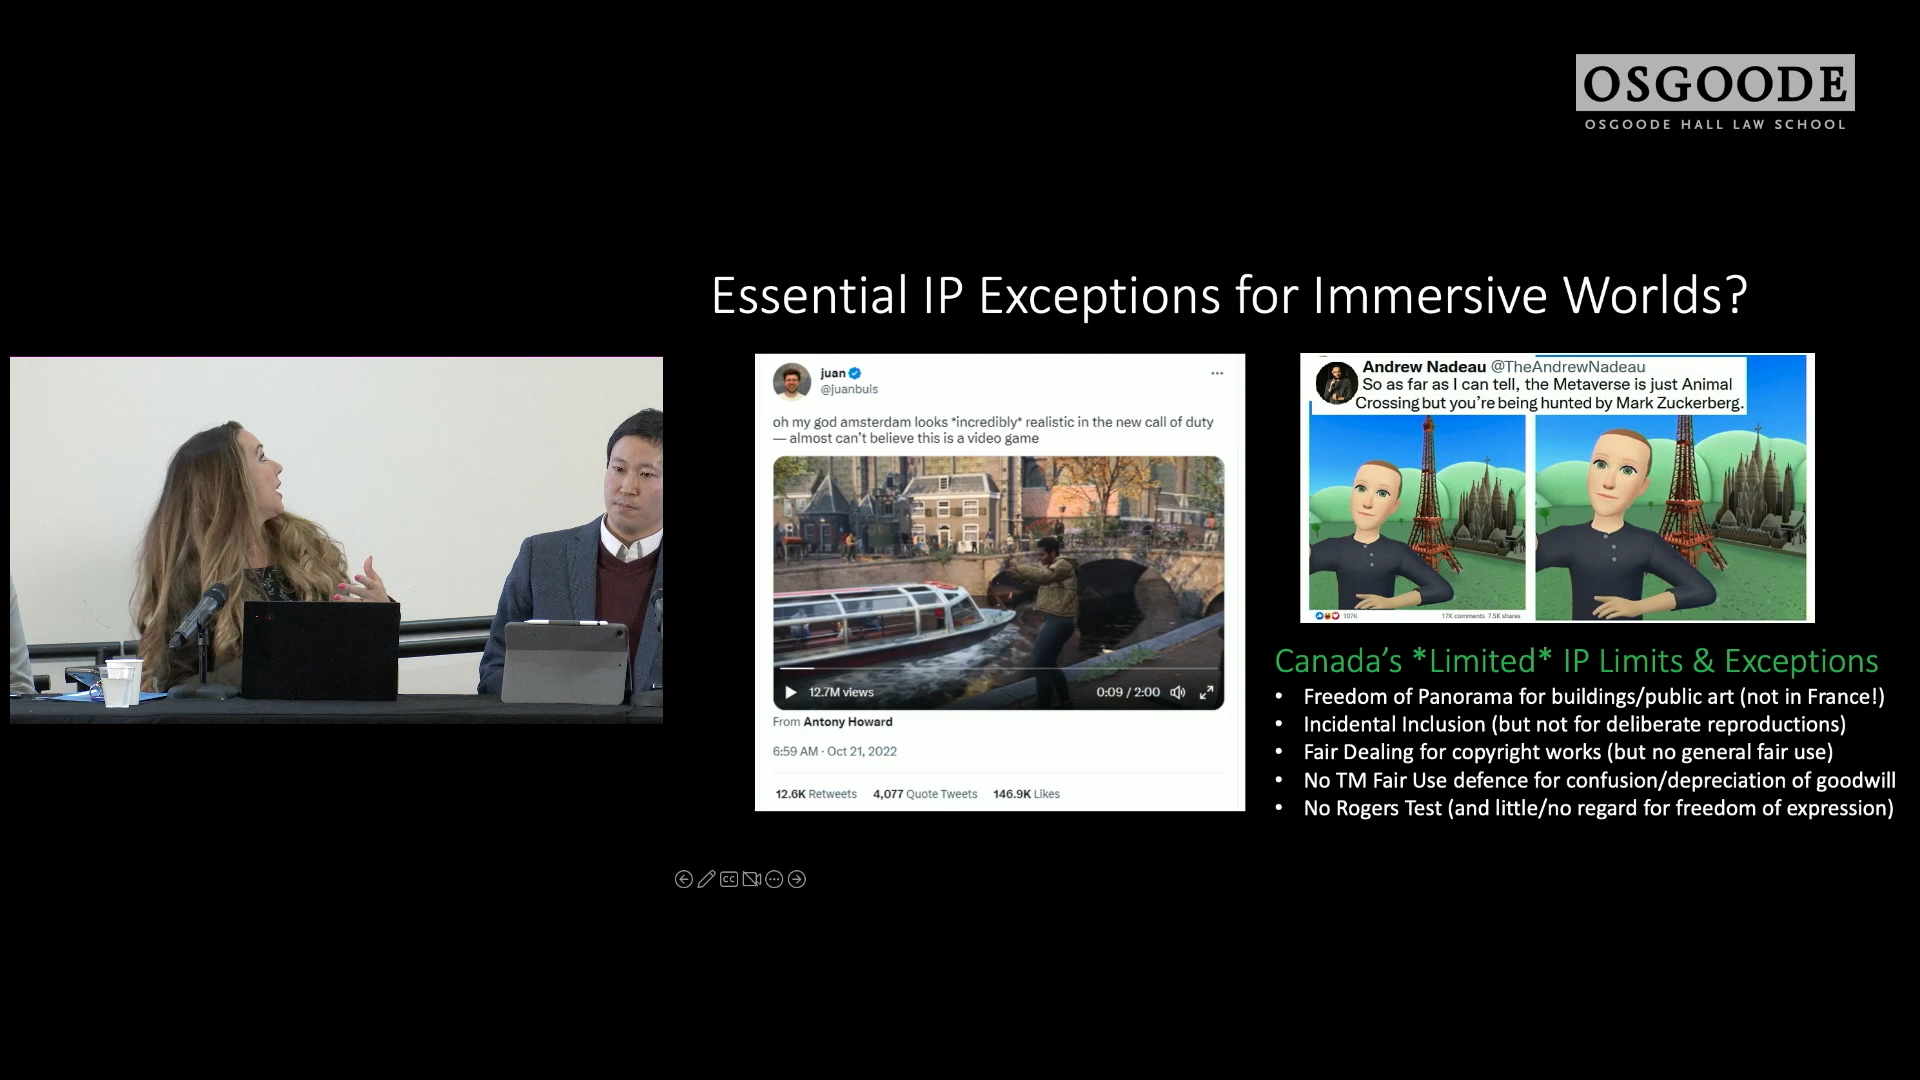 OSGOODE
OSGOODE HALL LAW SCHOOL
Essential IP Exceptions for Immersive Worlds?
juan
@juanbuis
oh my god amsterdam looks *incredibly* realistic in the new call of duty
— almost can't believe this is a video game
12.7M views
0:09 / 2:00
From Antony Howard
6:59 AM · Oct 21, 2022
12.6K Retweets 4,077 Quote Tweets 146.9K Likes
Andrew Nadeau @TheAndrewNadeau
So as far as I can tell, the Metaverse is just Animal
Crossing but you're being hunted by Mark Zuckerberg.
107K
17K comments 7.5K shares
Canada's *Limited* IP Limits & Exceptions
• Freedom of Panorama for buildings/public art (not in France!)
• Incidental Inclusion (but not for deliberate reproductions)
• Fair Dealing for copyright works (but no general fair use)
• No TM Fair Use defence for confusion/depreciation of goodwill
• No Rogers Test (and little/no regard for freedom of expression)
CC